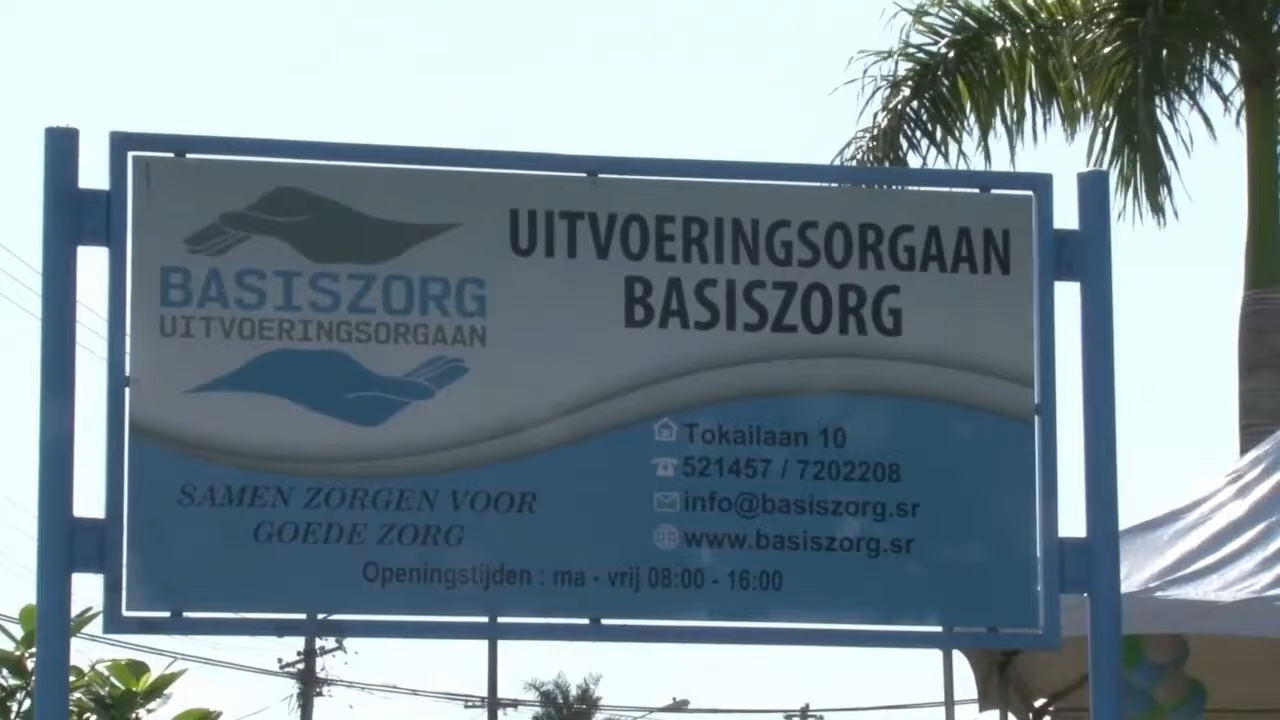 BASISZORG
UITVOERINGSORGAAN
UITVOERINGSORGAAN
BASISZORG
SAMEN ZORGEN VOOR
GOEDE ZORG
Tokailaan 10
521457 / 7202208
info@basiszorg.sr
www.basiszorg.sr
Openingstijden : ma - vrij 08:00 - 16:00